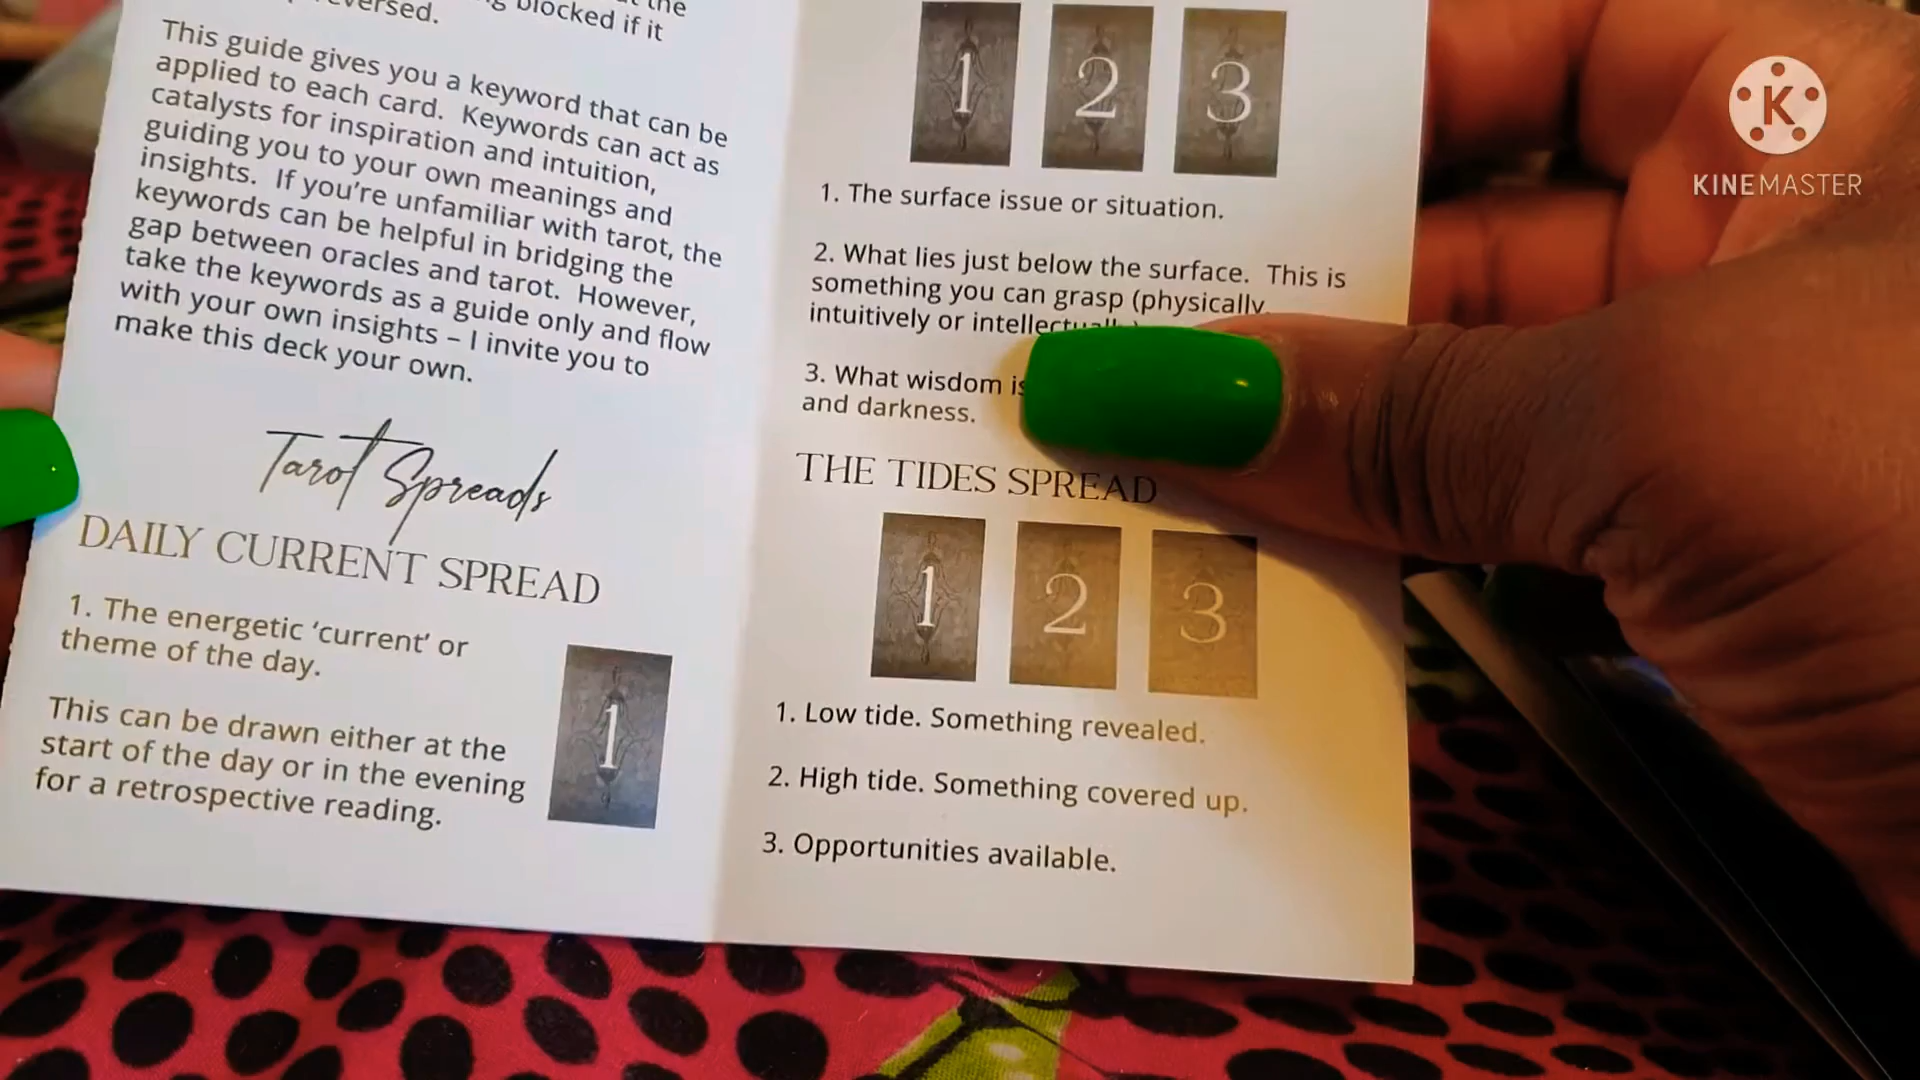 the
reversed.
blocked if it
This guide gives you a keyword that can be
applied to each card. Keywords can act as
catalysts for inspiration and intuition,
guiding you to your own meanings and
insights. If you’re unfamiliar with tarot, the
keywords can be helpful in bridging the
gap between oracles and tarot. However,
take the keywords as a guide only and flow
with your own insights – I invite you to
make this deck your own.
Tarot Spreads
DAILY CURRENT SPREAD
1. The energetic ‘current’ or
theme of the day.
This can be drawn either at the
start of the day or in the evening
for a retrospective reading.
1
1 2 3
1. The surface issue or situation.
2. What lies just below the surface. This is
something you can grasp (physically,
intuitively or intellectually)
3. What wisdom is
and darkness.
THE TIDES SPREAD
1 2 3
1. Low tide. Something revealed.
2. High tide. Something covered up.
3. Opportunities available.
K
KINEMASTER